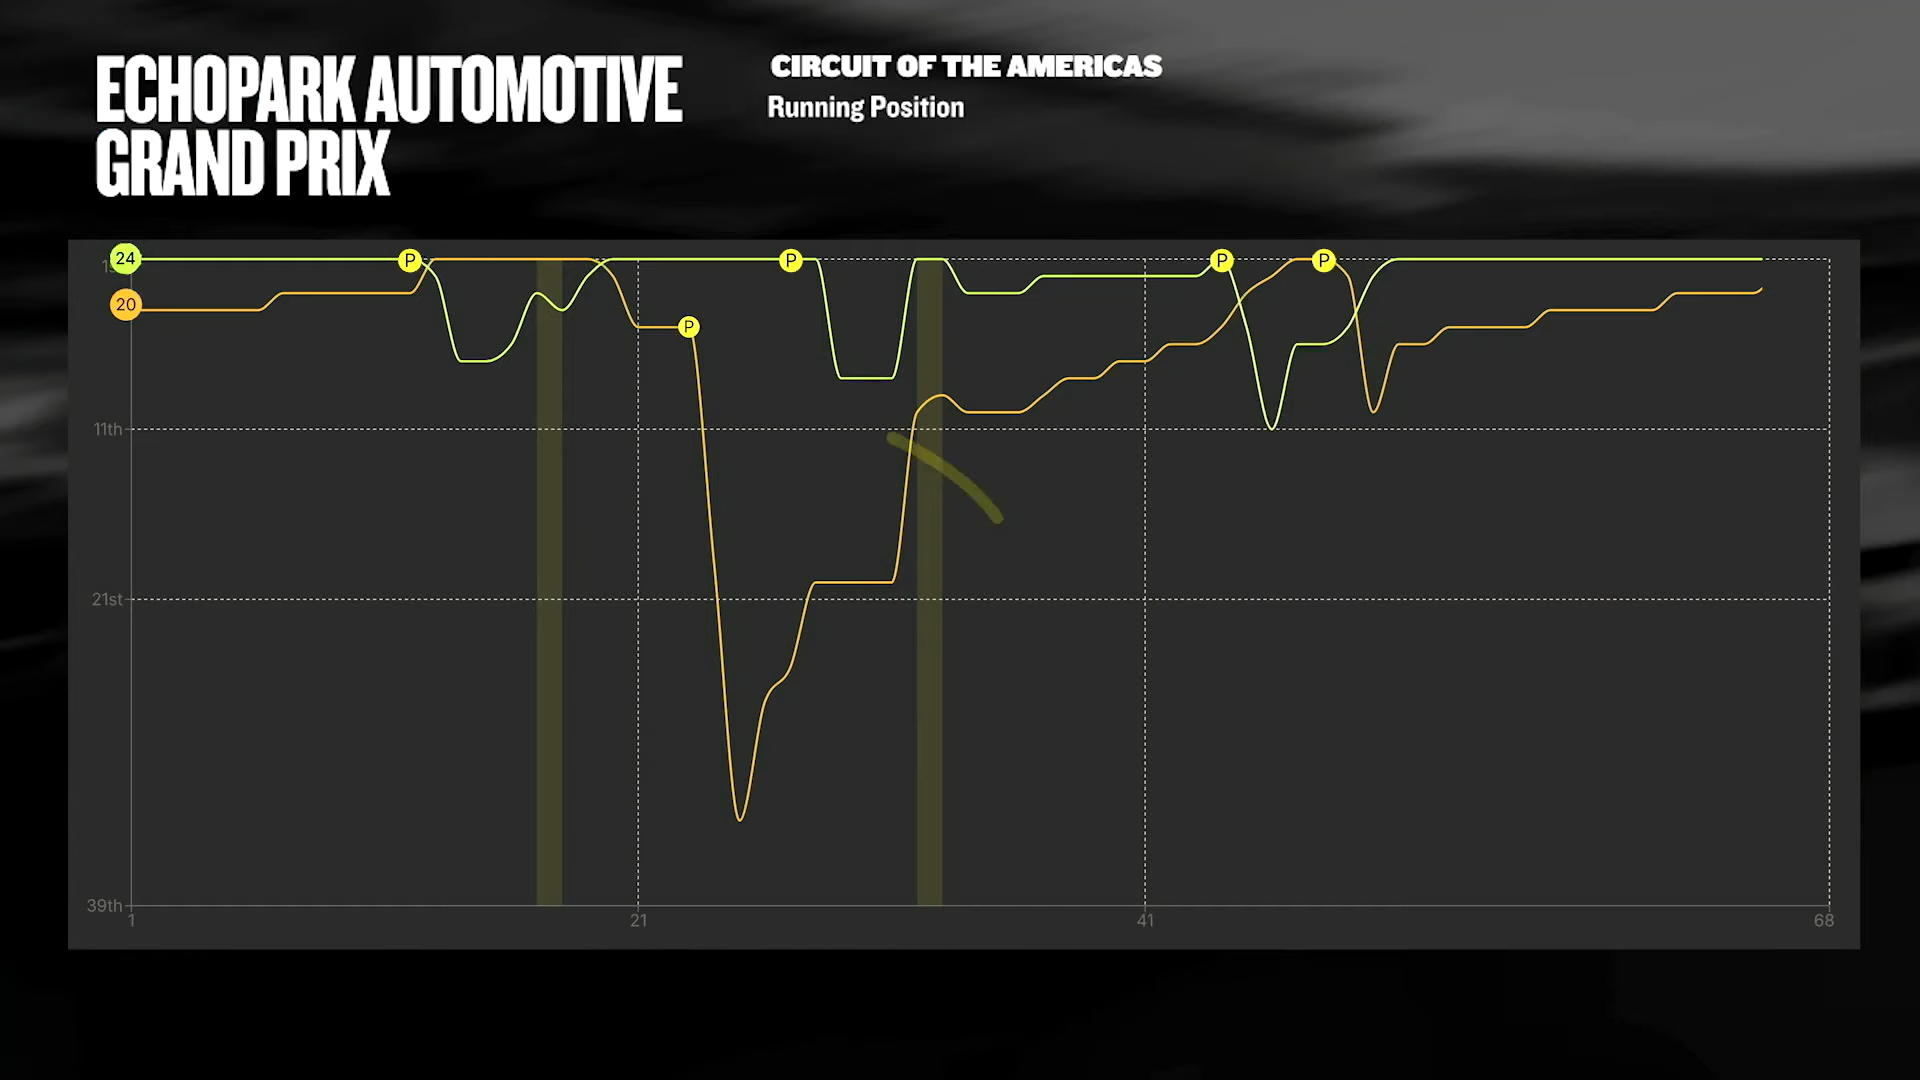 ECHOPARK AUTOMOTIVE
GRAND PRIX
CIRCUIT OF THE AMERICAS
Running Position
24
20
P
P
P
P
P
11th
21st
39th
1
21
41
68